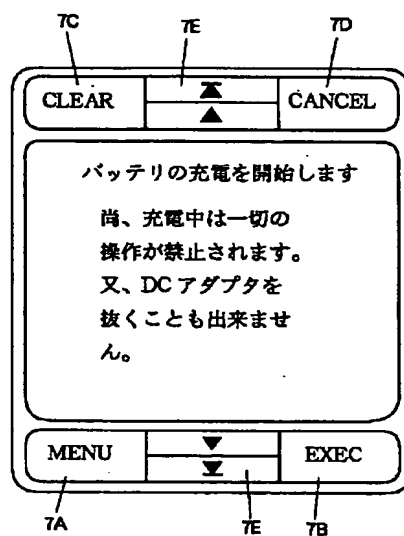 7C 7E 7D
CLEAR CANCEL
バッテリの充電を開始します
尚、充電中は一切の
操作が禁止されます。
又、DCアダプタを
抜くことも出来ませ
ん。
MENU EXEC
7A 7E 7B